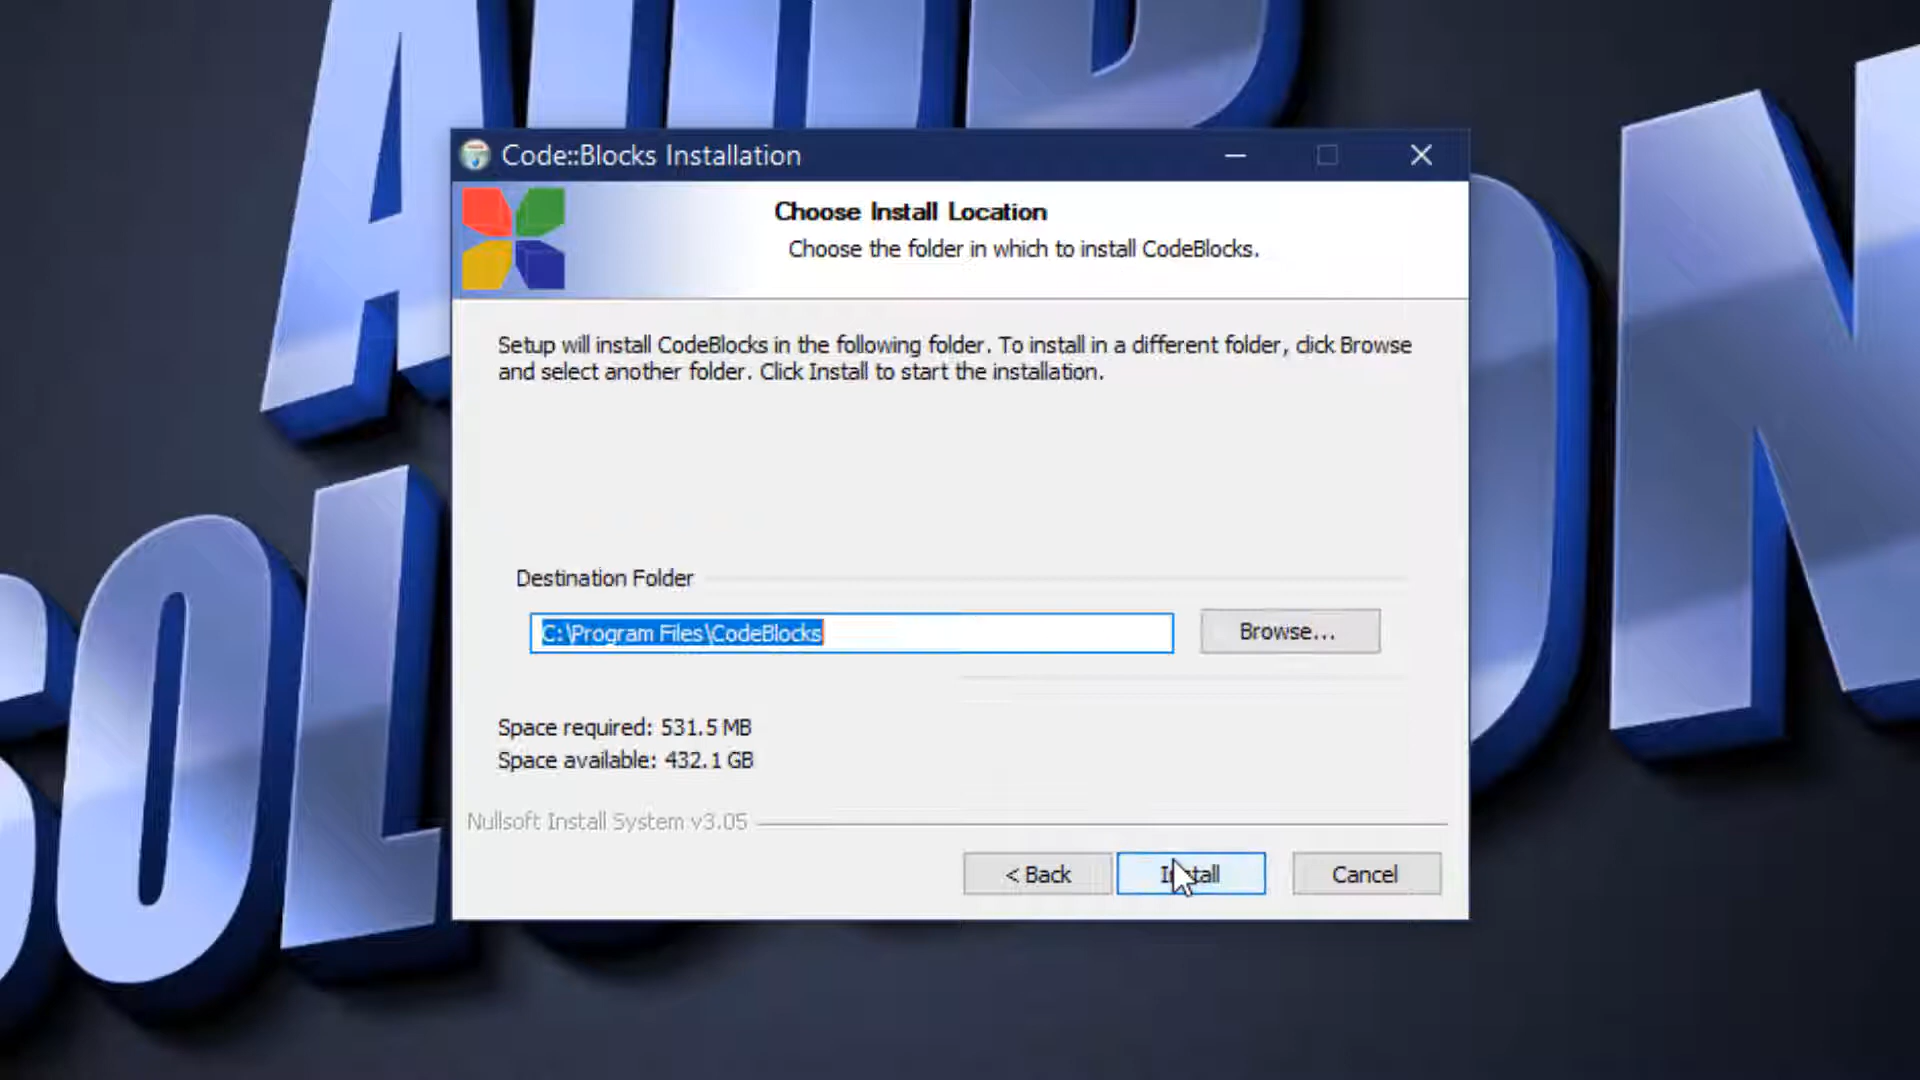 Code::Blocks Installation
Choose Install Location
Choose the folder in which to install CodeBlocks.
Setup will install CodeBlocks in the following folder. To install in a different folder, click Browse
and select another folder. Click Install to start the installation.
Destination Folder
C:\Program Files\CodeBlocks
Browse...
Space required: 531.5 MB
Space available: 432.1 GB
Nullsoft Install System v3.05
< Back
Install
Cancel